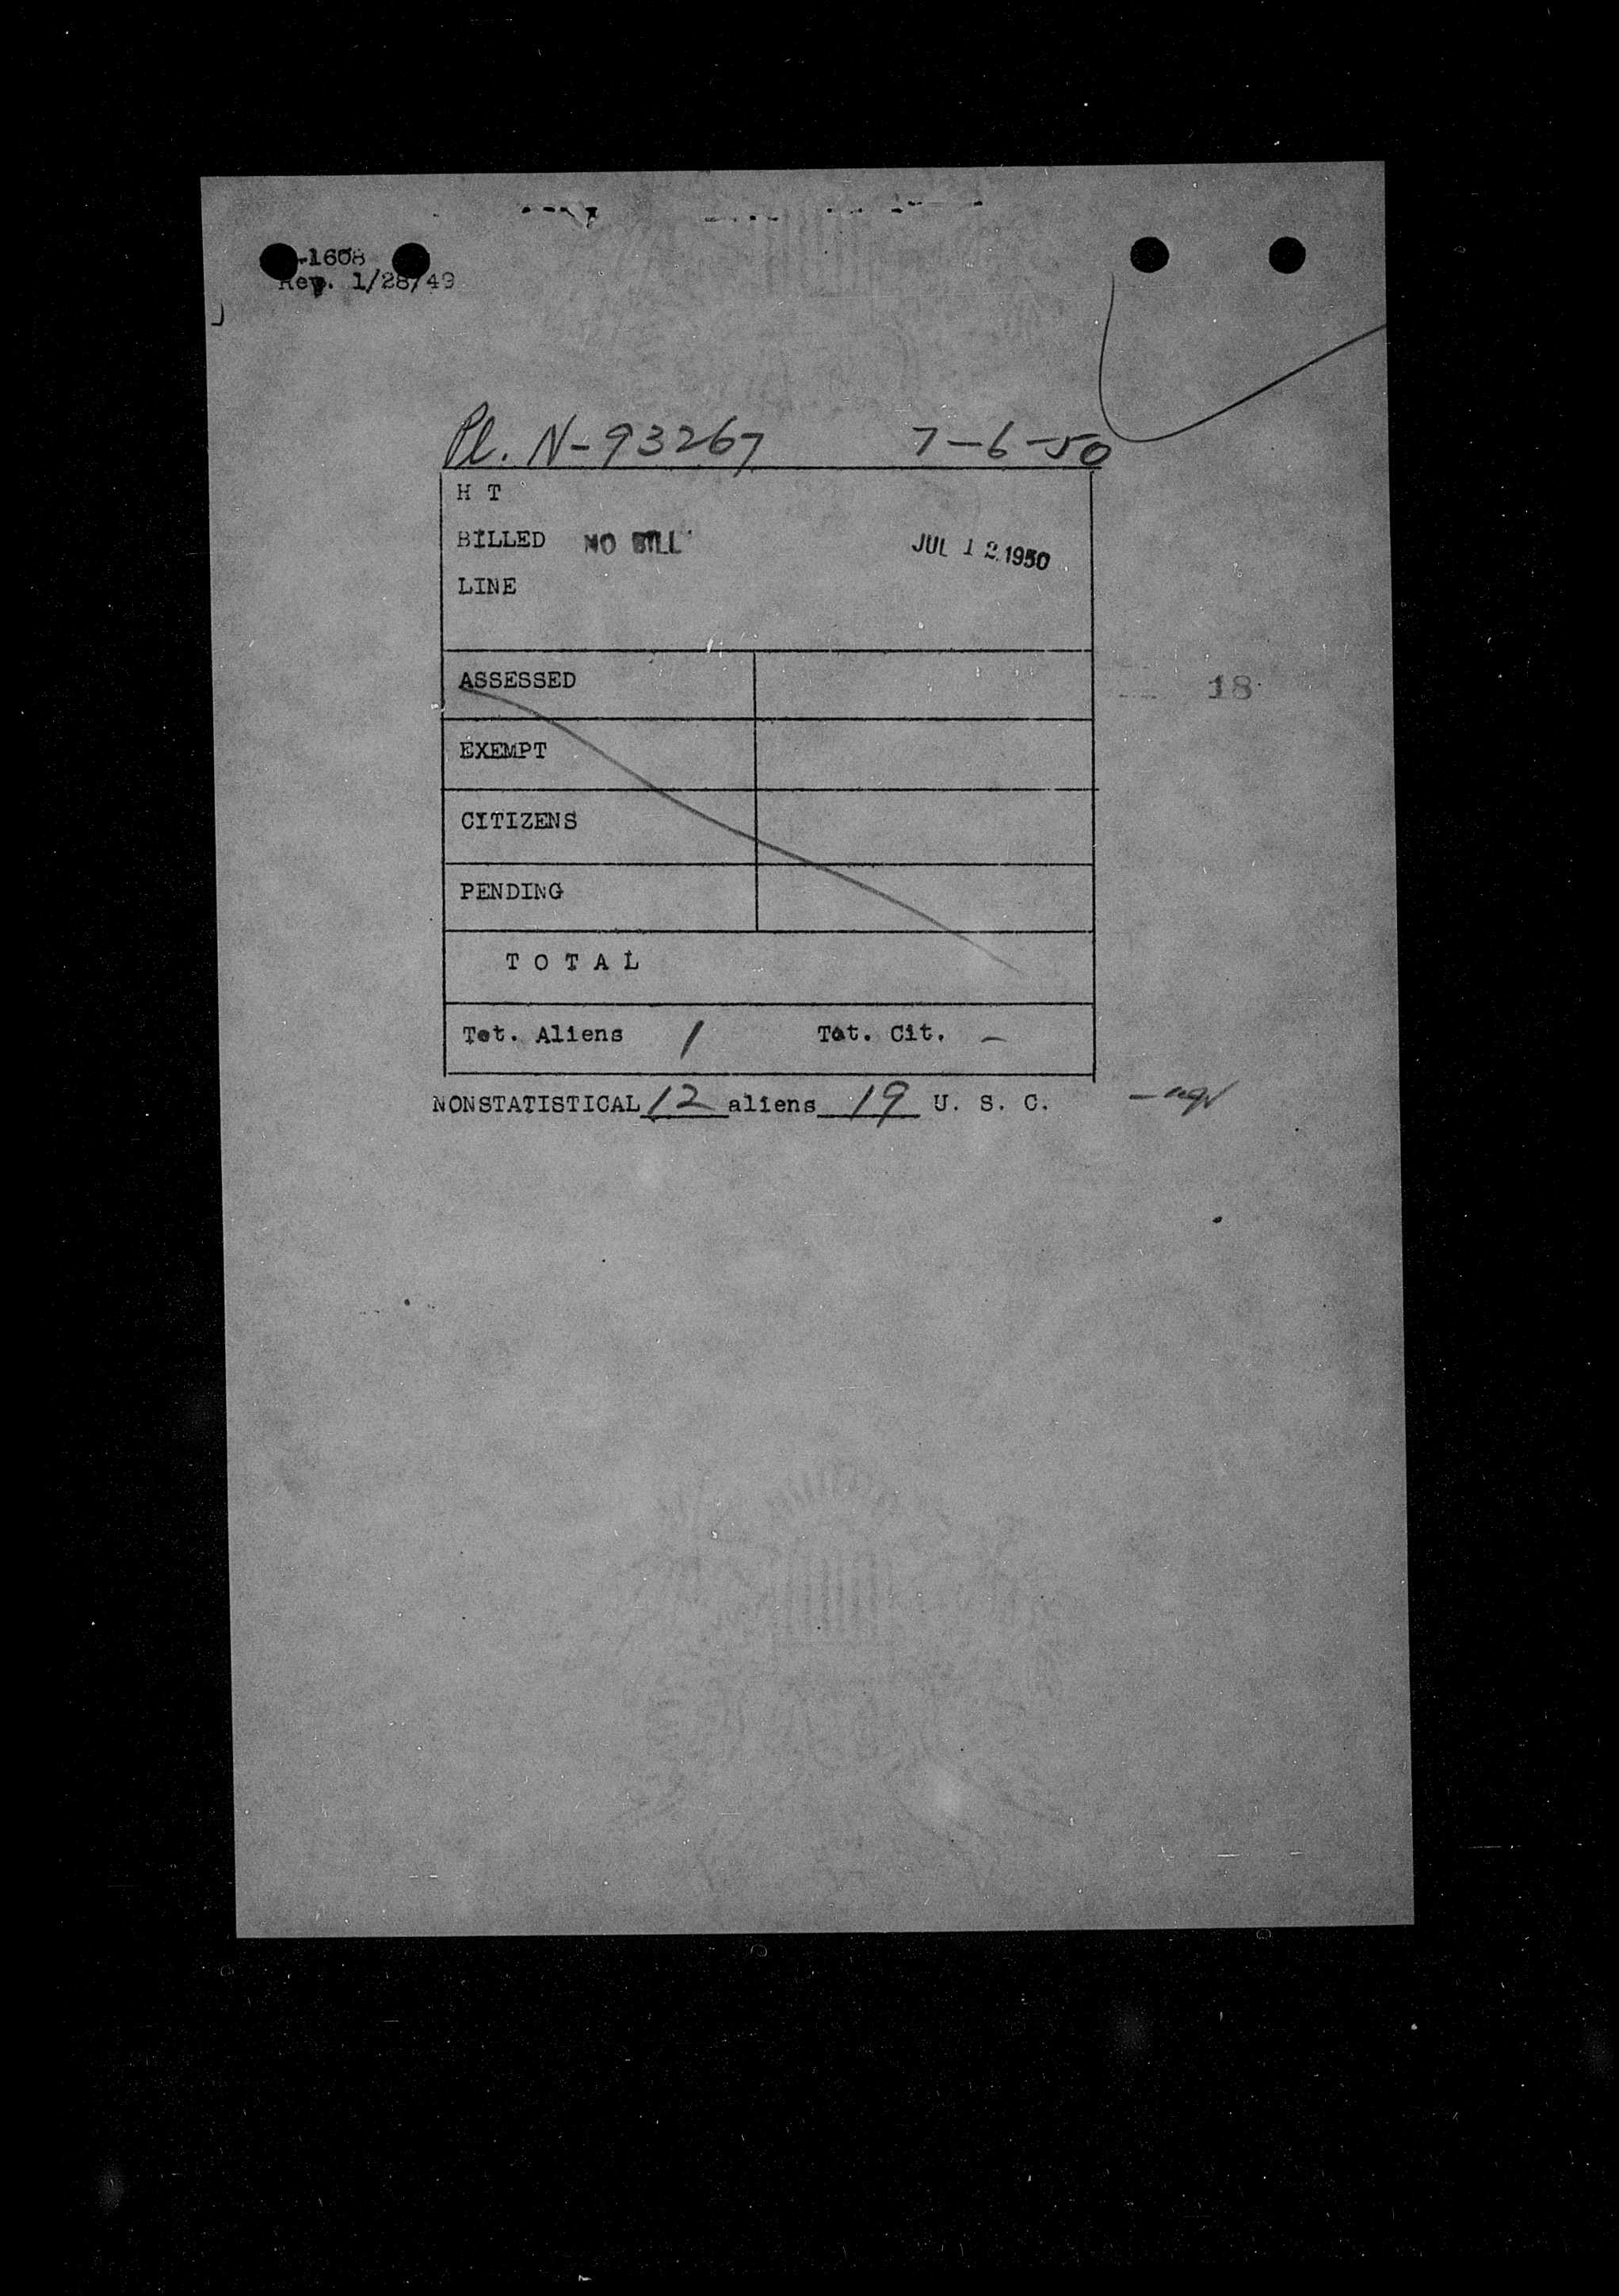 -1608
Rev. 1/28/49
Pl. N-93267 7-6-50
H T
BILLED NO BILL JUL 12 1950
LINE
ASSESSED
18
EXEMPT
CITIZENS
PENDING
T O T A L
Tot. Aliens 1 Tot. Cit. -
NONSTATISTICAL 12 aliens 19 U. S. C.